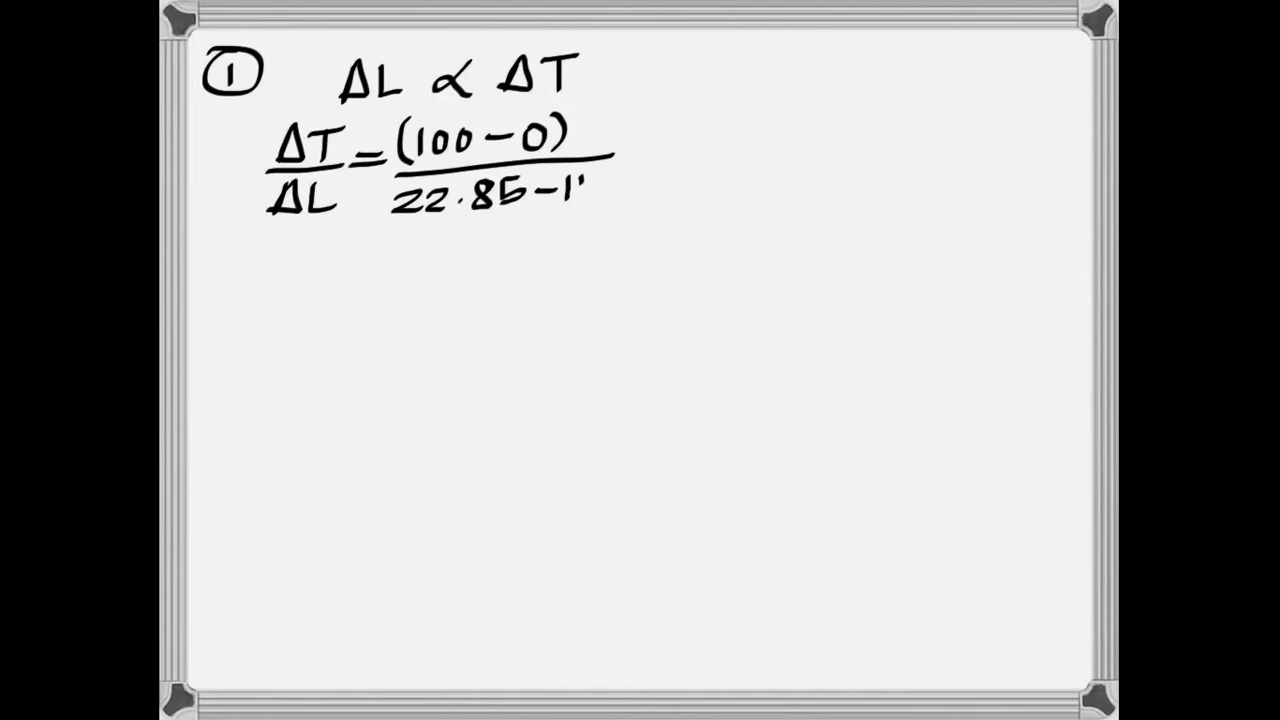 ① ΔL ∝ ΔT
ΔT/ΔL = (100 - 0)/22.85 - 1